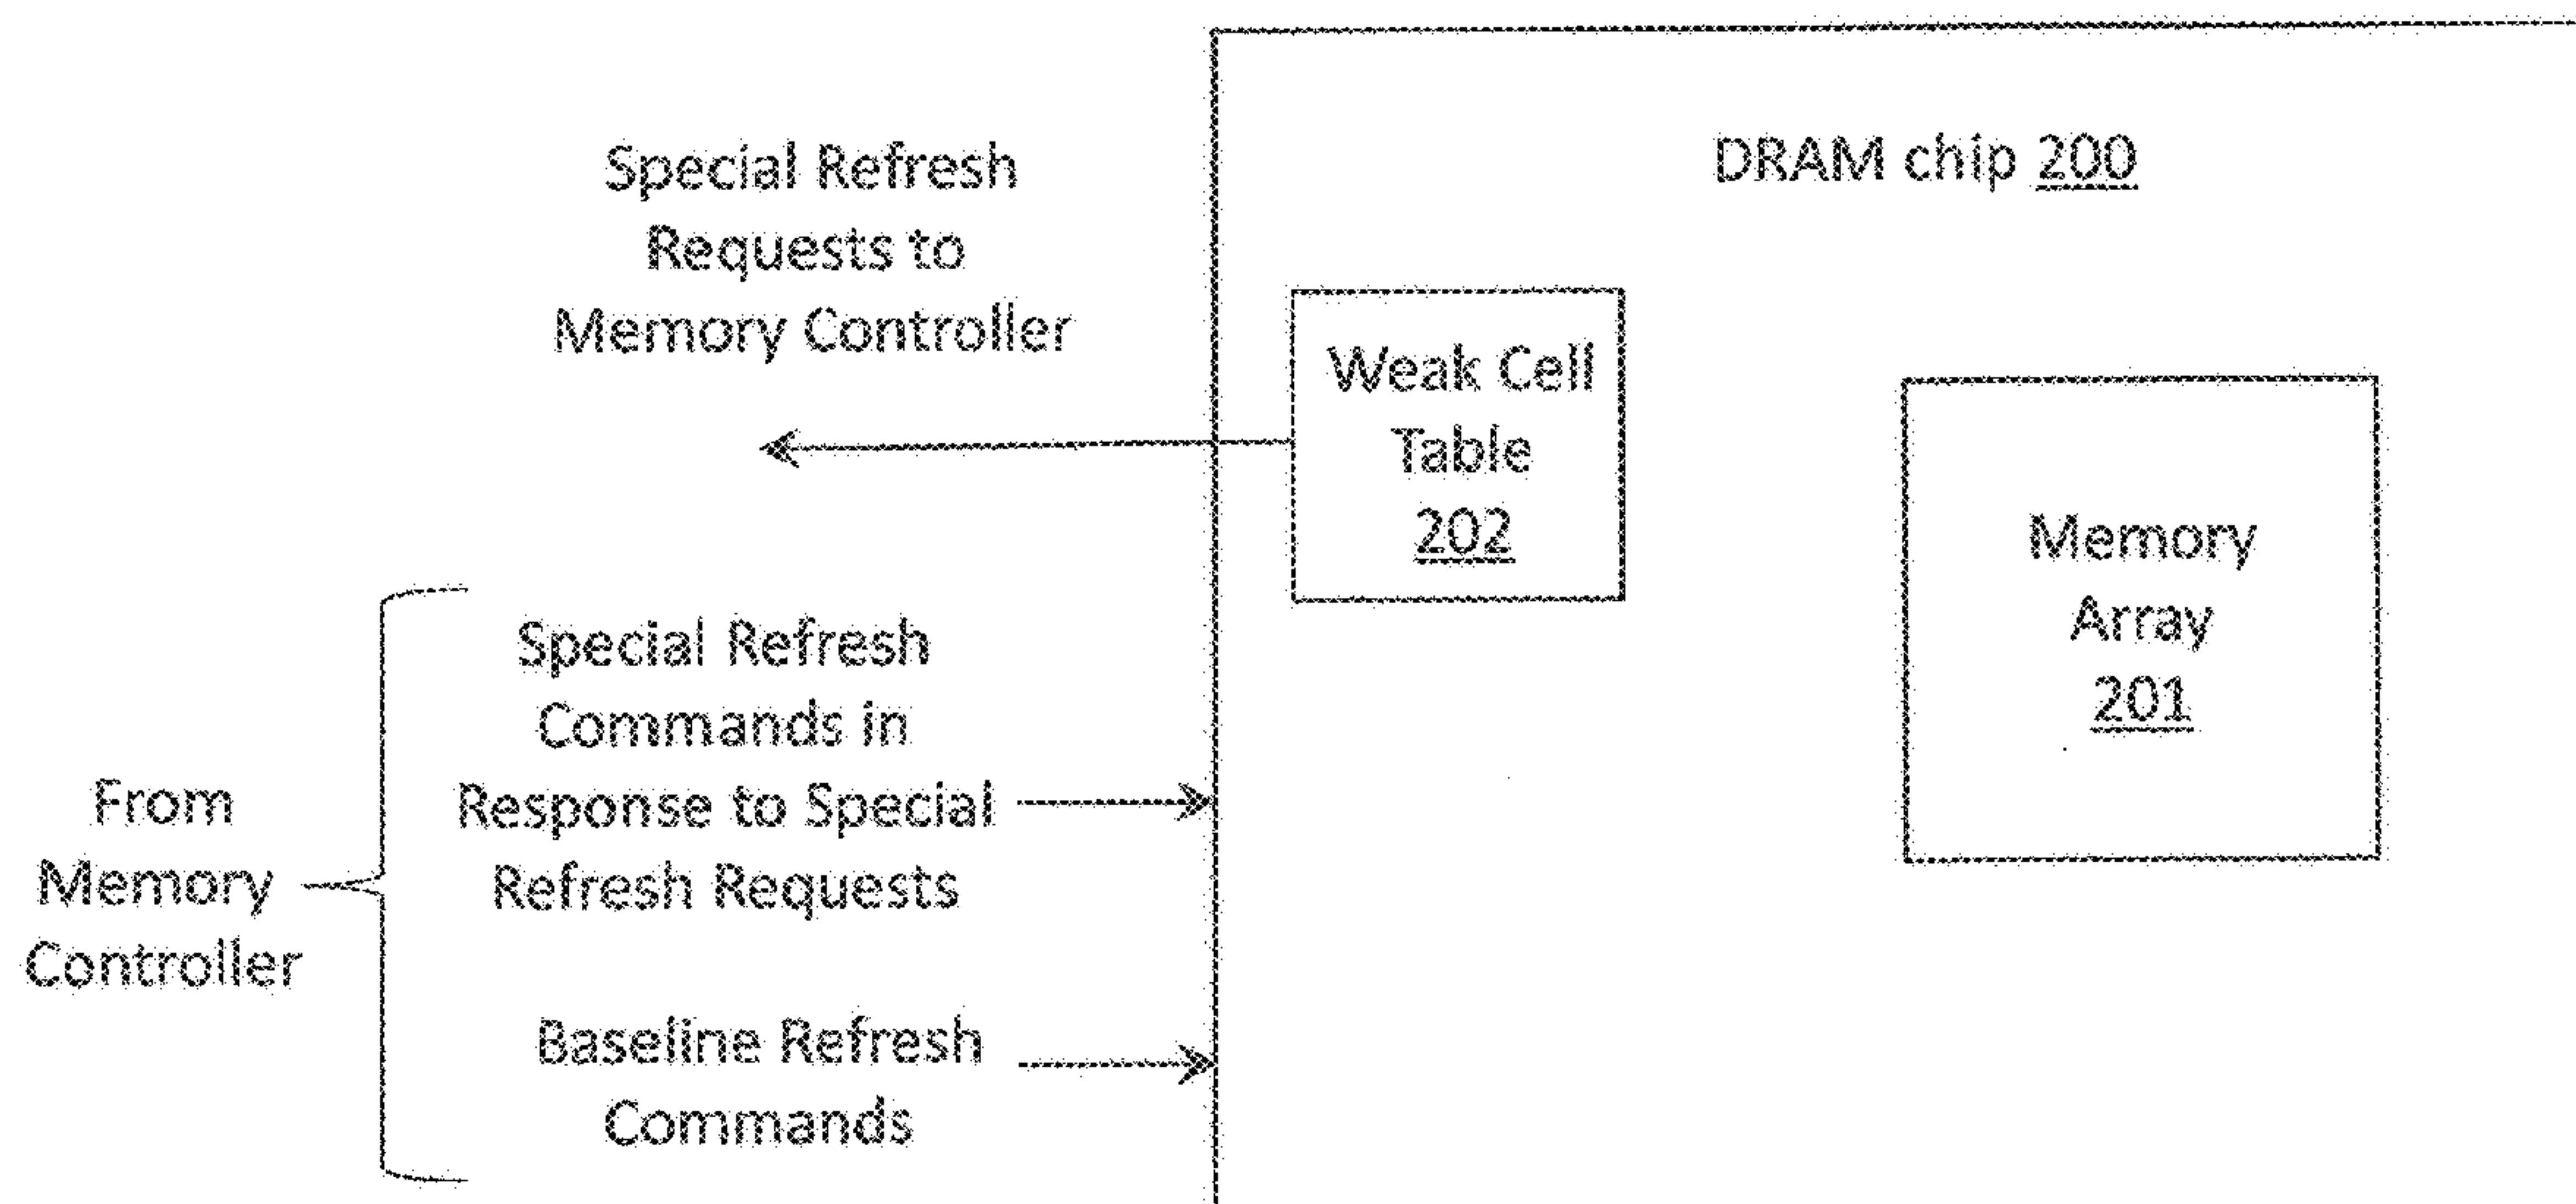 DRAM chip 200
Special Refresh
Requests to
Memory Controller
Weak Cell
Table
202
Memory
Array
201
From
Memory
Controller
Special Refresh
Commands in
Response to Special
Refresh Requests
Baseline Refresh
Commands